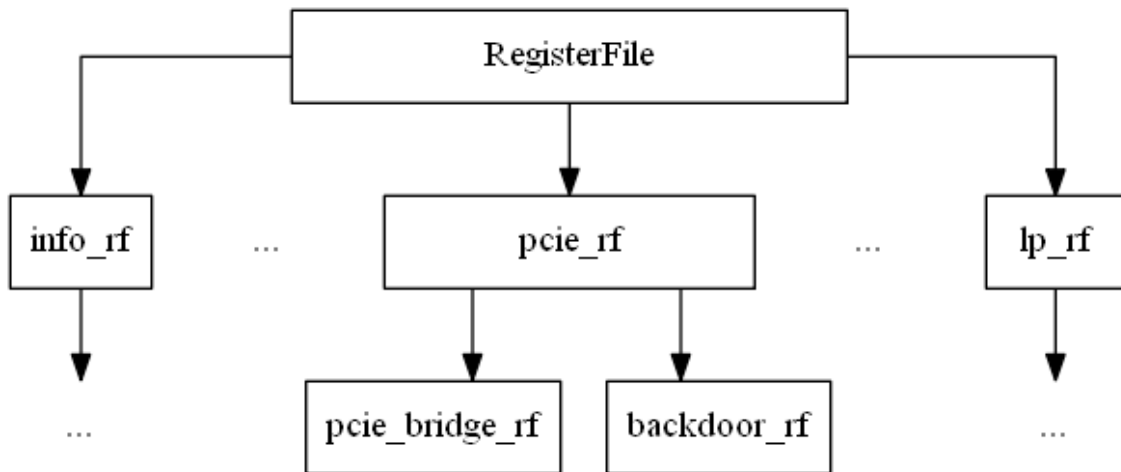 RegisterFile
info_rf
...
pcie_rf
...
lp_rf
...
pcie_bridge_rf
backdoor_rf
...